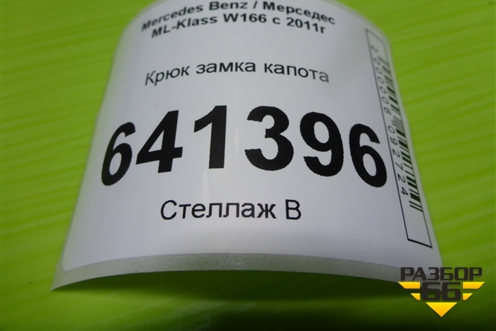 Mercedes Benz / Мерседес
ML-Klass W166 с 2011г
Крюк замка капота
641396
Стеллаж В
РАЗБОР
66